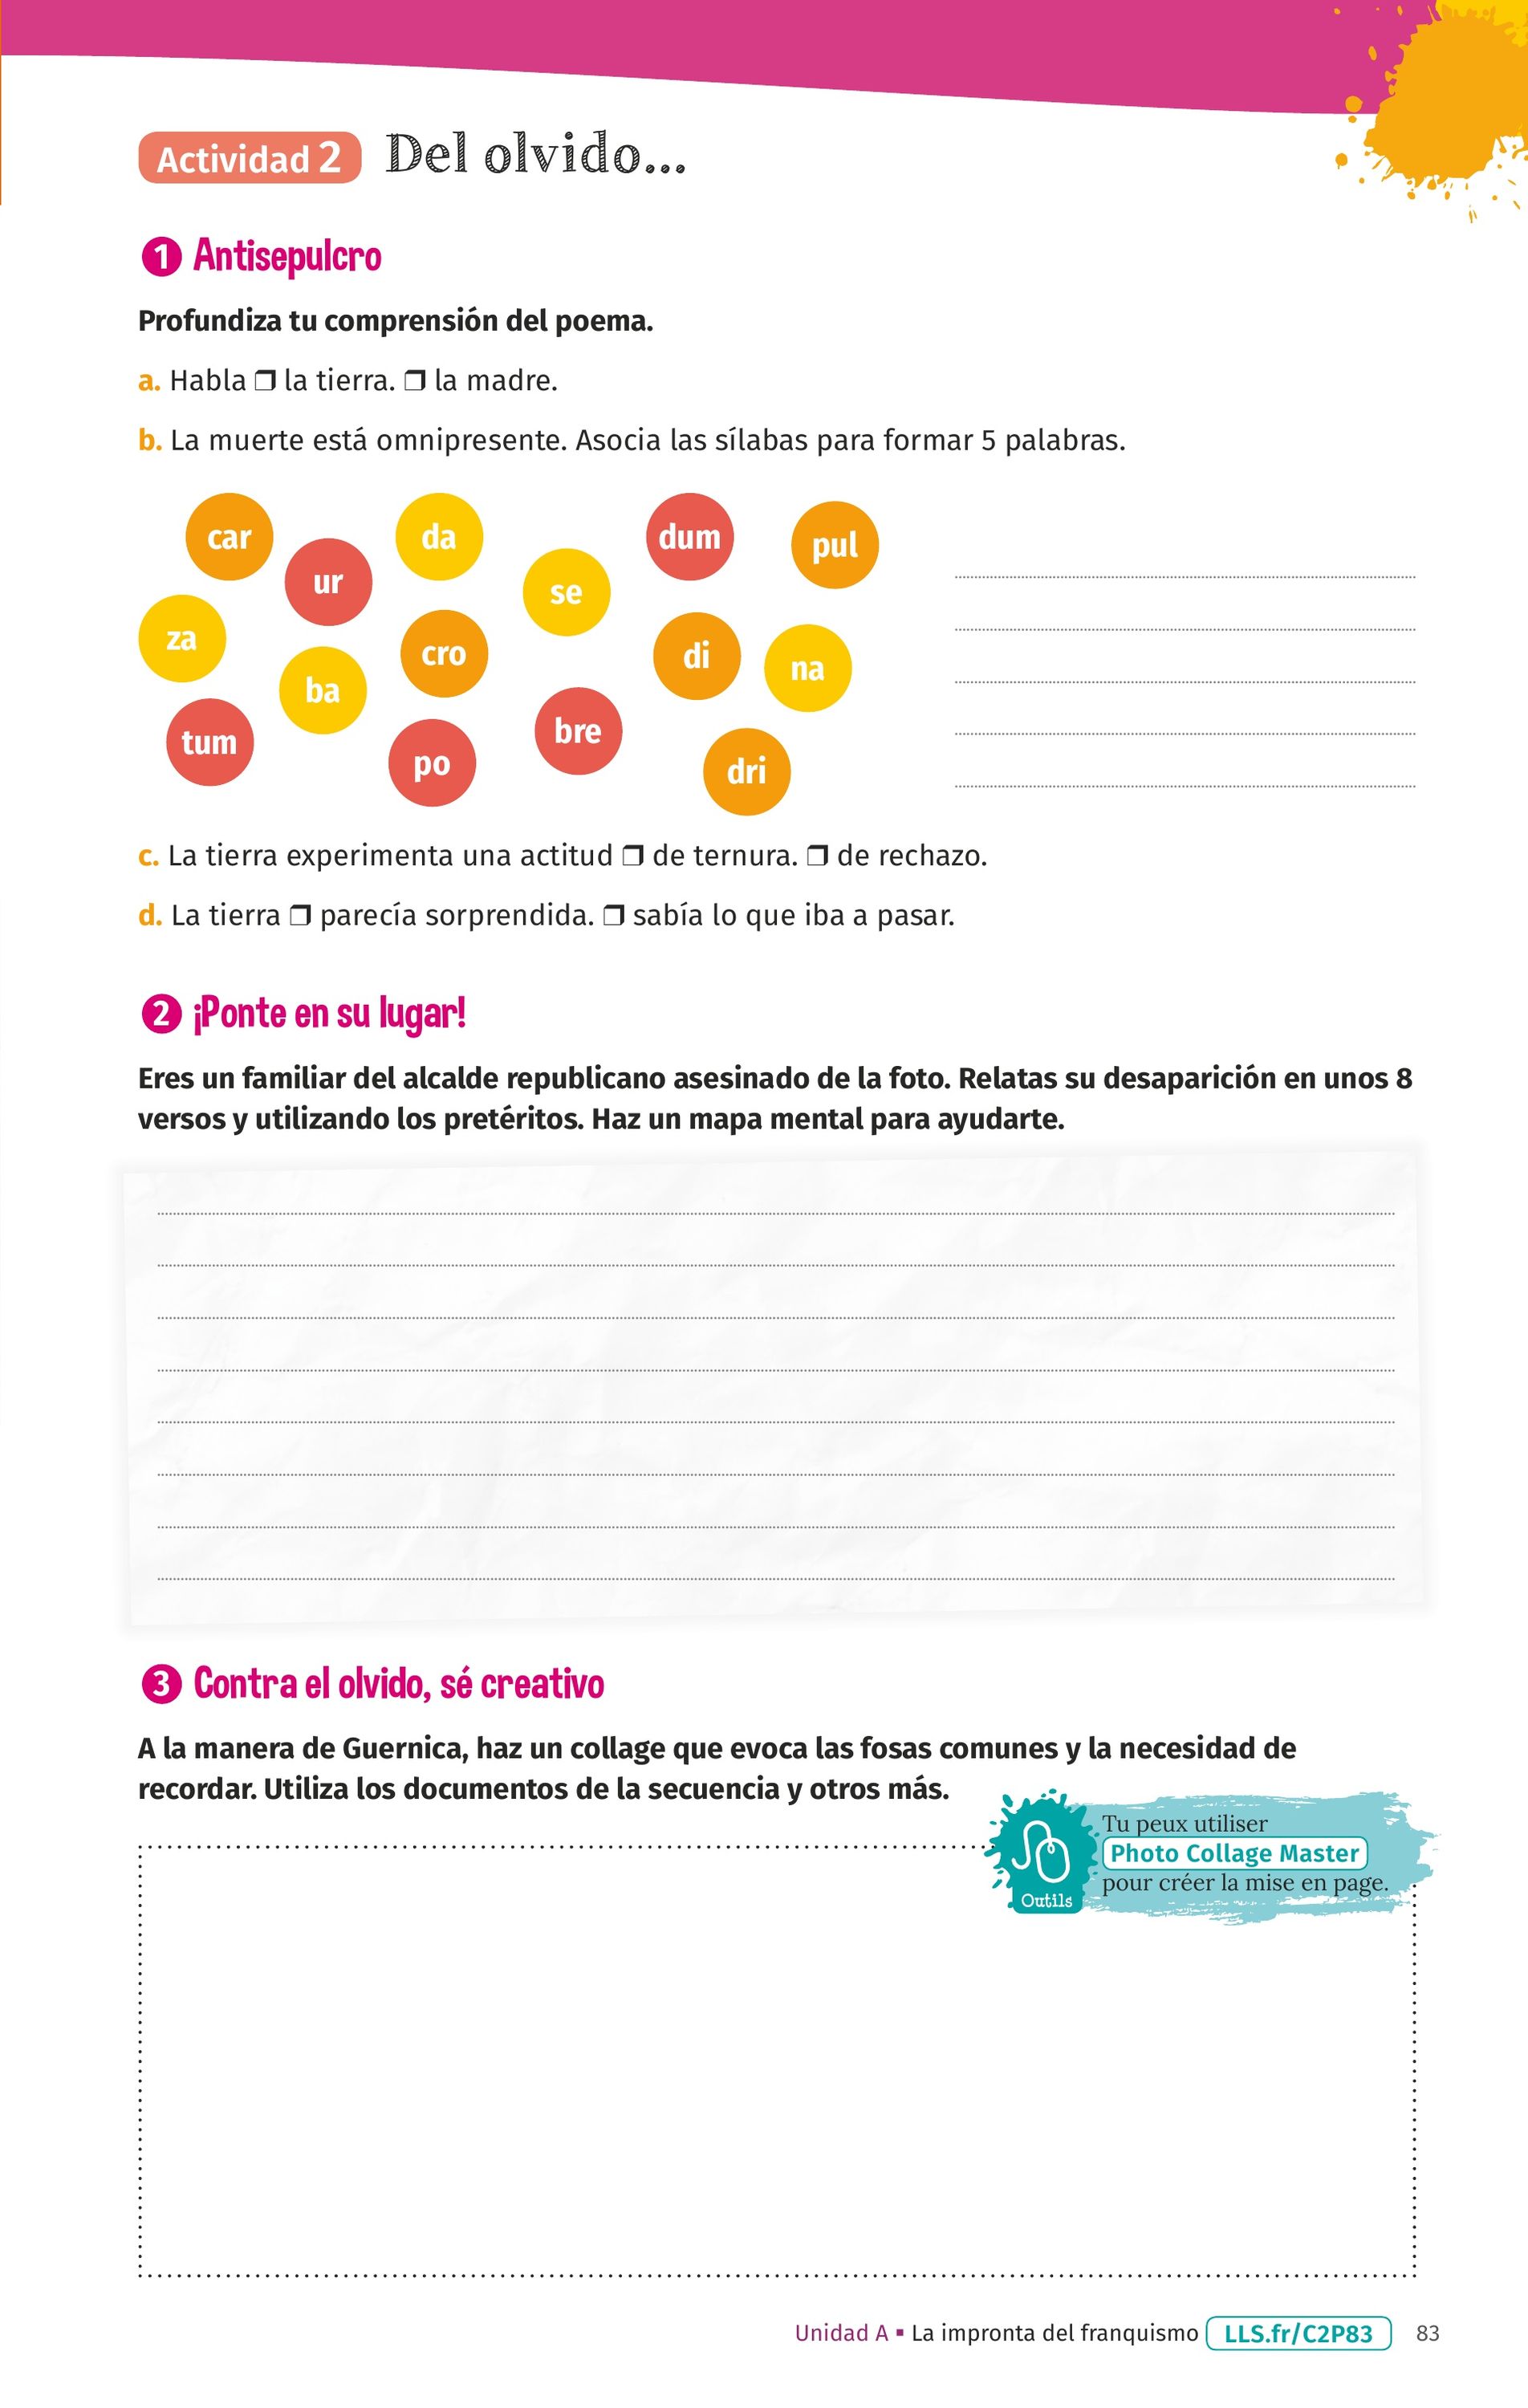 Actividad 2 Del olvido...
1 Antisepulcro
Profundiza tu comprensión del poema.
a. Habla ❒ la tierra. ❒ la madre.
b. La muerte está omnipresente. Asocia las sílabas para formar 5 palabras.
car
ur
da
se
dum
pul
za
ba
cro
di
na
tum
po
bre
dri
c. La tierra experimenta una actitud ❒ de ternura. ❒ de rechazo.
d. La tierra ❒ parecía sorprendida. ❒ sabía lo que iba a pasar.
2 ¡Ponte en su lugar!
Eres un familiar del alcalde republicano asesinado de la foto. Relatas su desaparición en unos 8
versos y utilizando los pretéritos. Haz un mapa mental para ayudarte.
3 Contra el olvido, sé creativo
A la manera de Guernica, haz un collage que evoca las fosas comunes y la necesidad de
recordar. Utiliza los documentos de la secuencia y otros más.
Outils
Tu peux utiliser
Photo Collage Master
pour créer la mise en page.
Unidad A ▪ La impronta del franquismo LLS.fr/C2P83 83